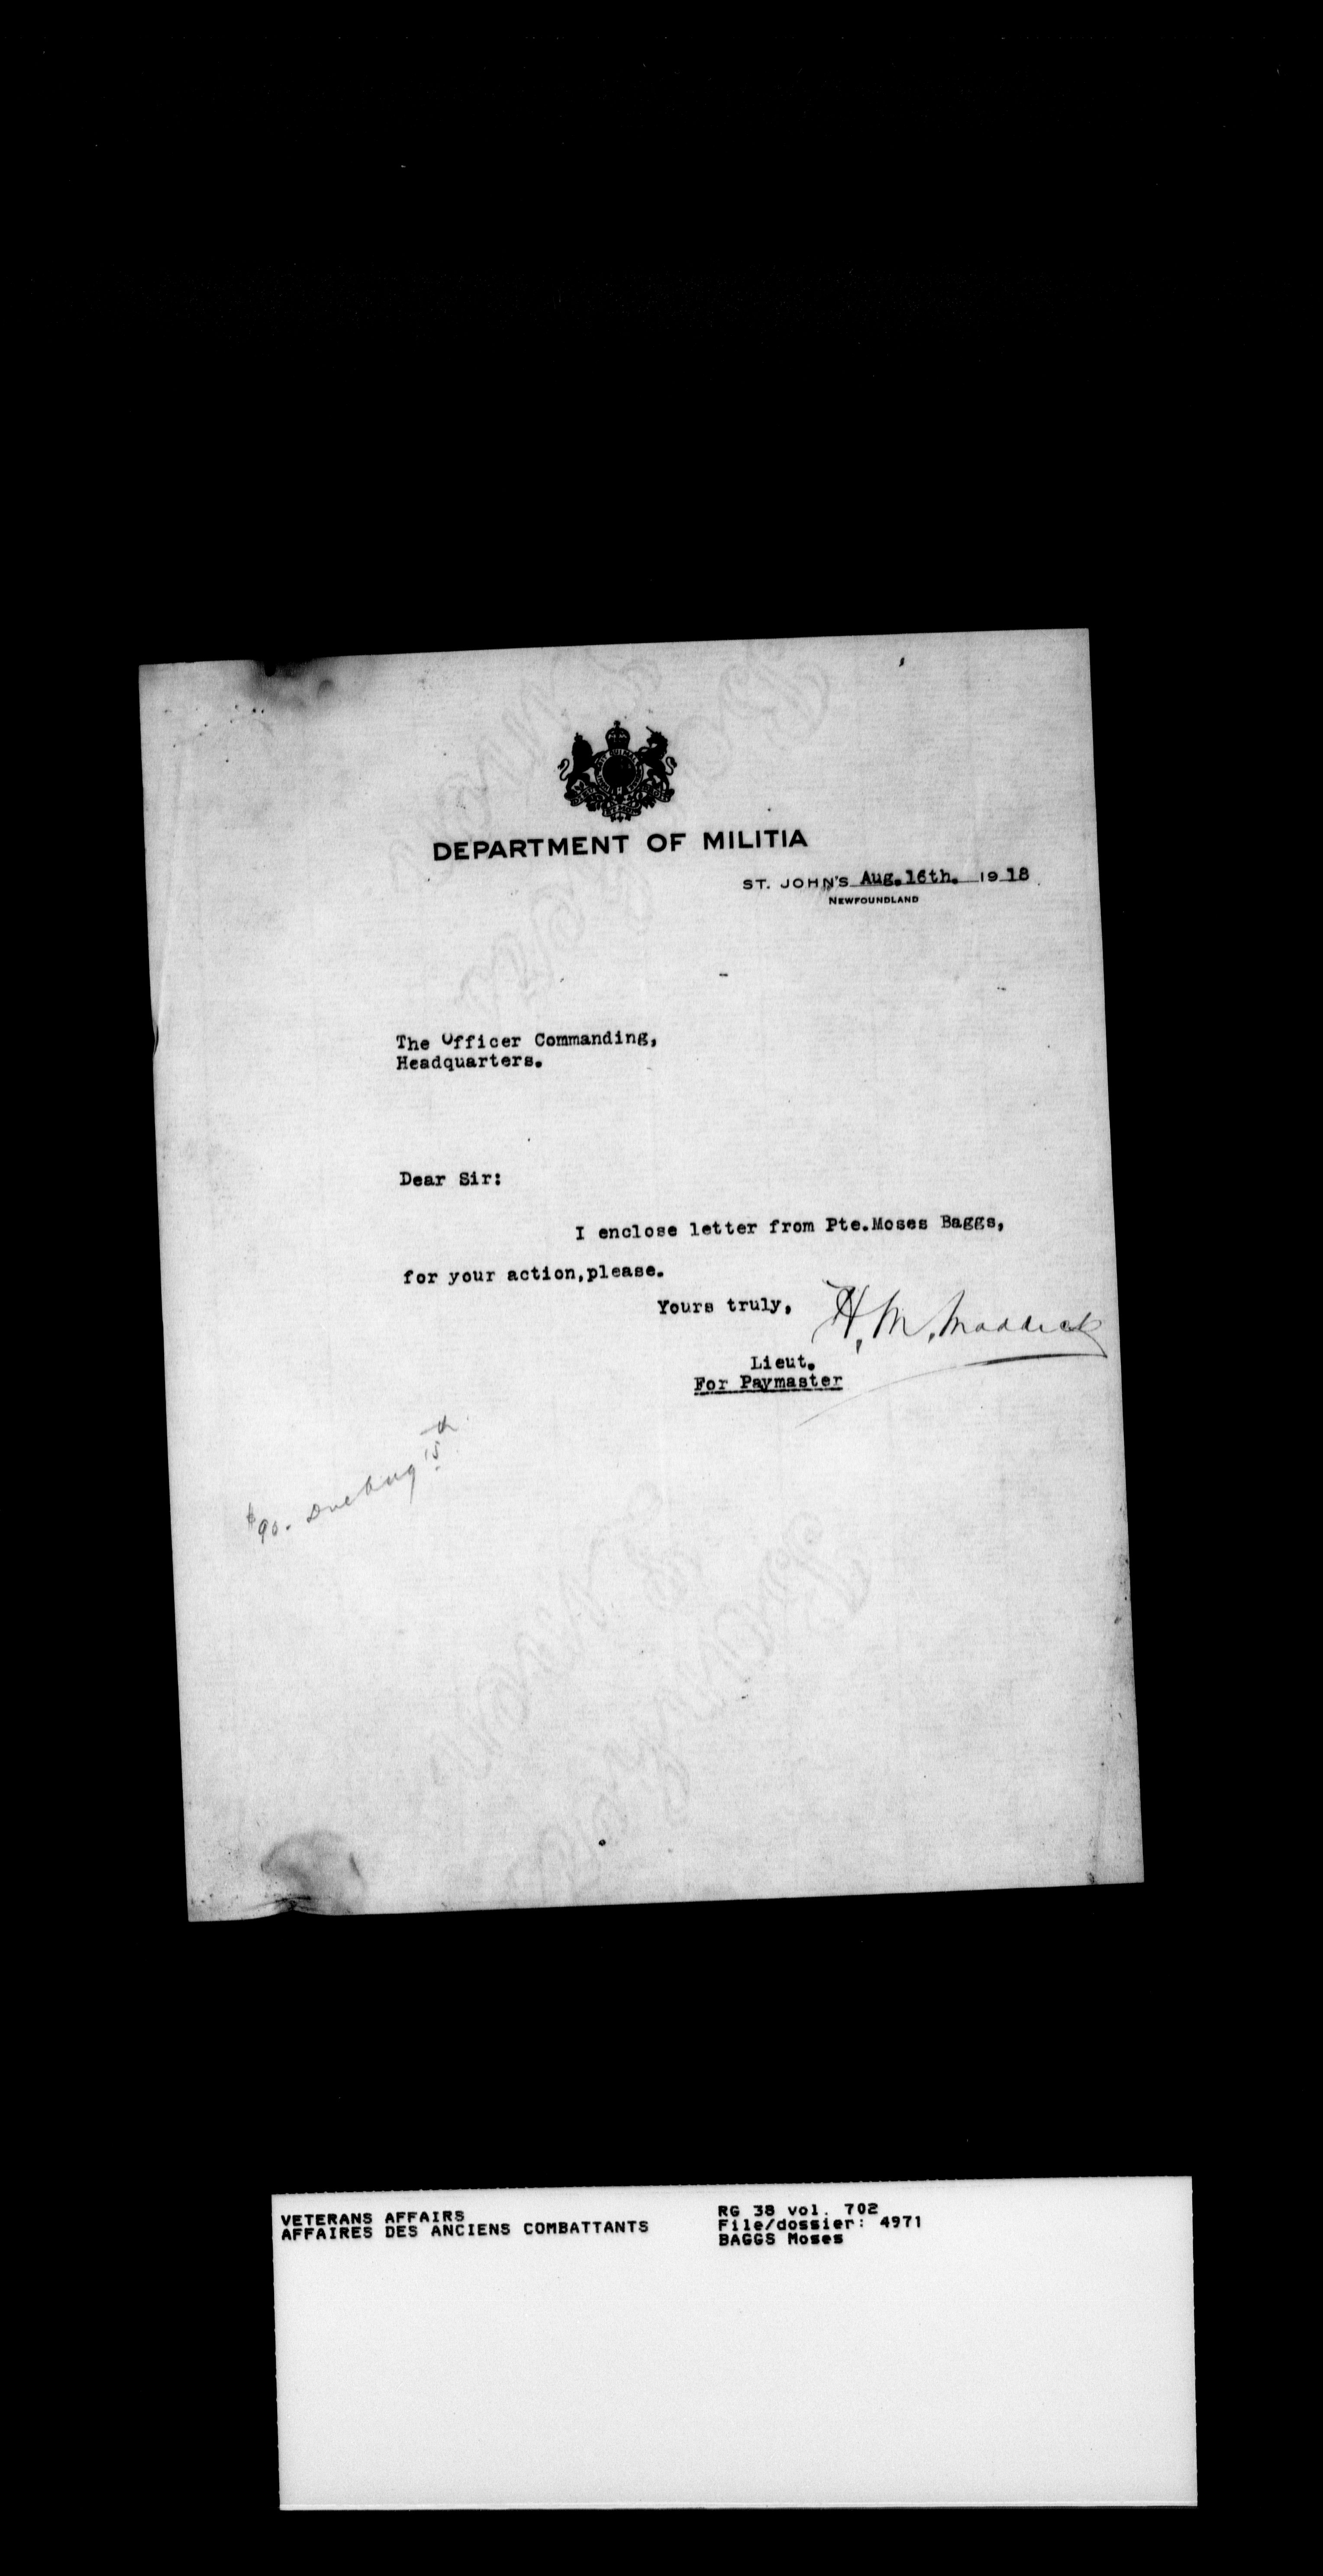 DEPARTMENT OF MILITIA
ST. JOHN'S Aug.16th. 1918
NEWFOUNDLAND
The Officer Commanding,
Headquarters.
Dear Sir:
I enclose letter from Pte.Moses Baggs,
for your action,please.
Yours truly, H. M. Maddick
Lieut.
For Paymaster
$90. Due Aug 15th
VETERANS AFFAIRS
AFFAIRES DES ANCIENS COMBATTANTS
RG 38 vol. 702
File/dossier: 4971
BAGGS Moses